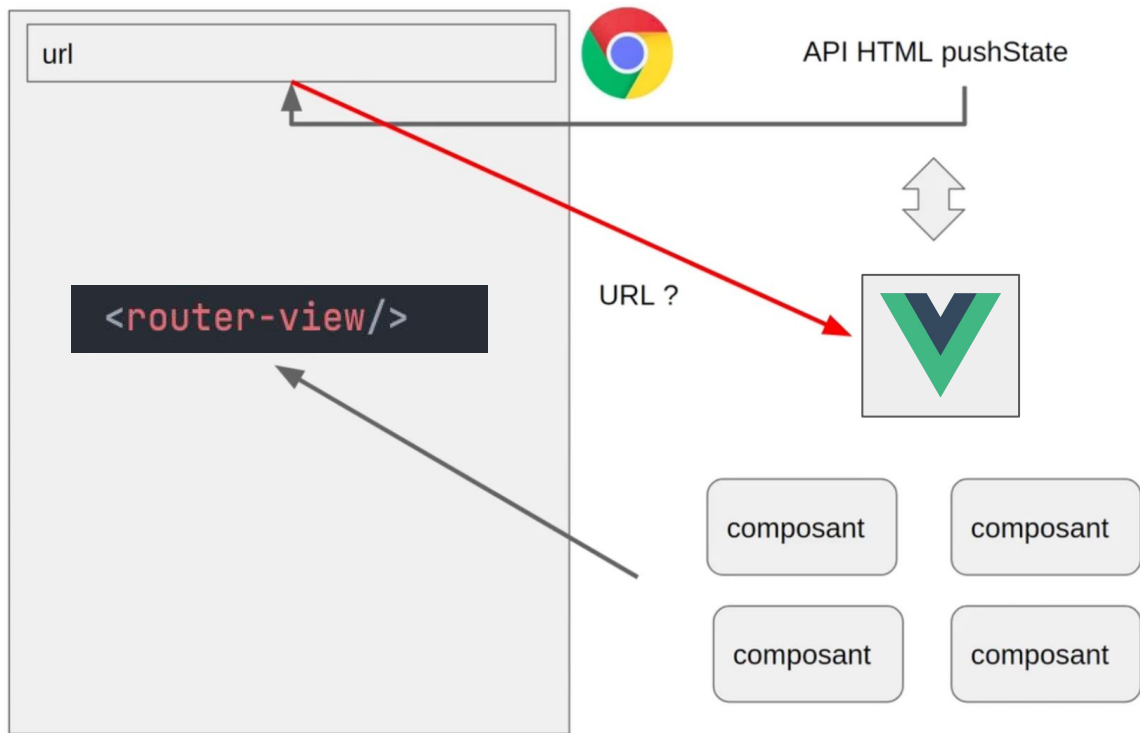 url
API HTML pushState
<router-view/>
URL ?
composant
composant
composant
composant